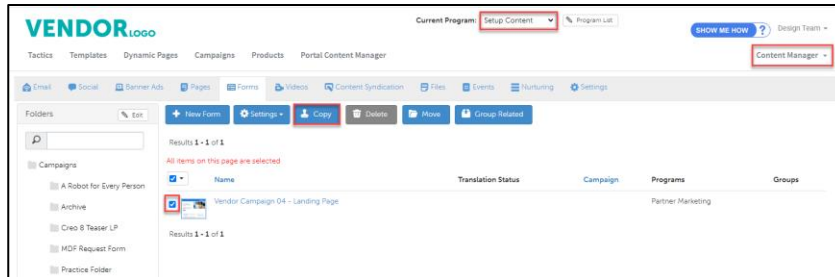 VENDOR LOGO
Current Program: Setup Content Program List
SHOW ME HOW ? Design Team
Tactics Templates Dynamic Pages Campaigns Products Portal Content Manager
Content Manager
Email Social Banner Ads Pages Forms Videos Content Syndication Files Events Nurturing Settings
Folders Edit
+ New Form Settings Copy Delete Move Group Related
Results 1 - 1 of 1
All items on this page are selected
Campaigns
Name Translation Status Campaign Programs Groups
A Robot for Every Person
Vendor Campaign 04 - Landing Page Partner Marketing
Archive
Results 1 - 1 of 1
Creo 8 Teaser LP
MDF Request Form
Practice Folder